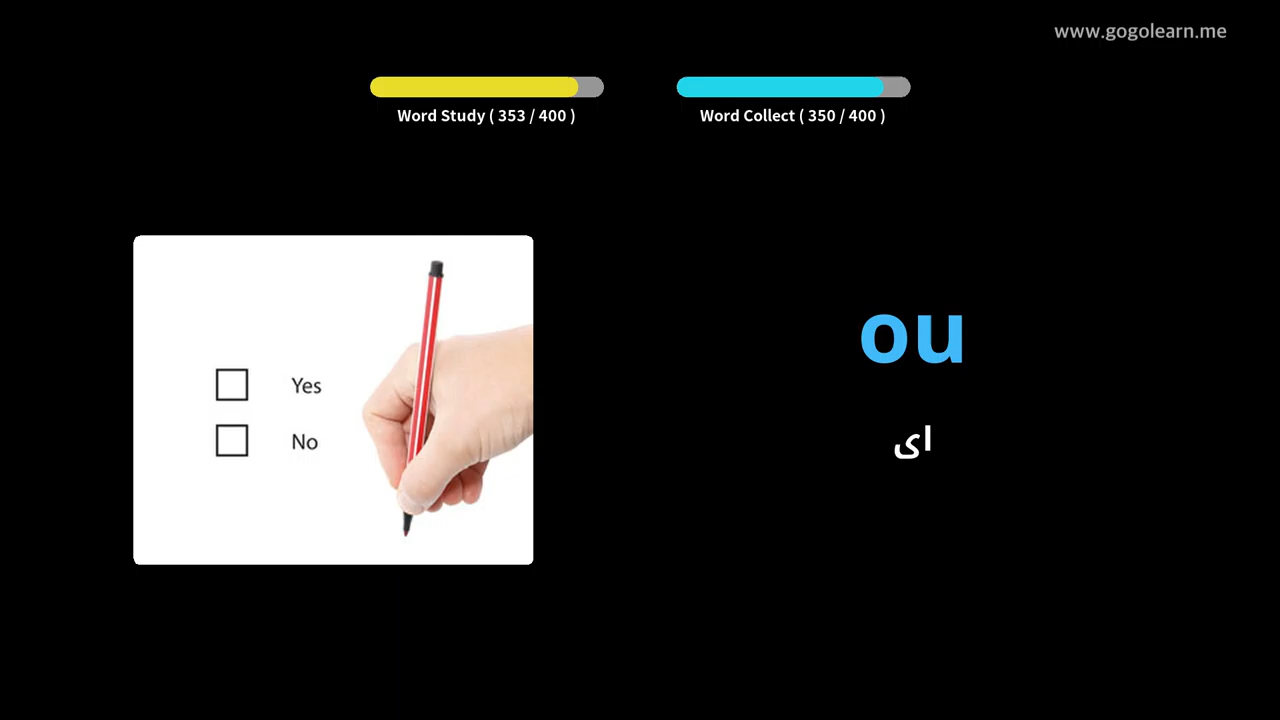 www.gogolearn.me
Word Study ( 353 / 400 )
Word Collect ( 350 / 400 )
Yes
No
ou
ای